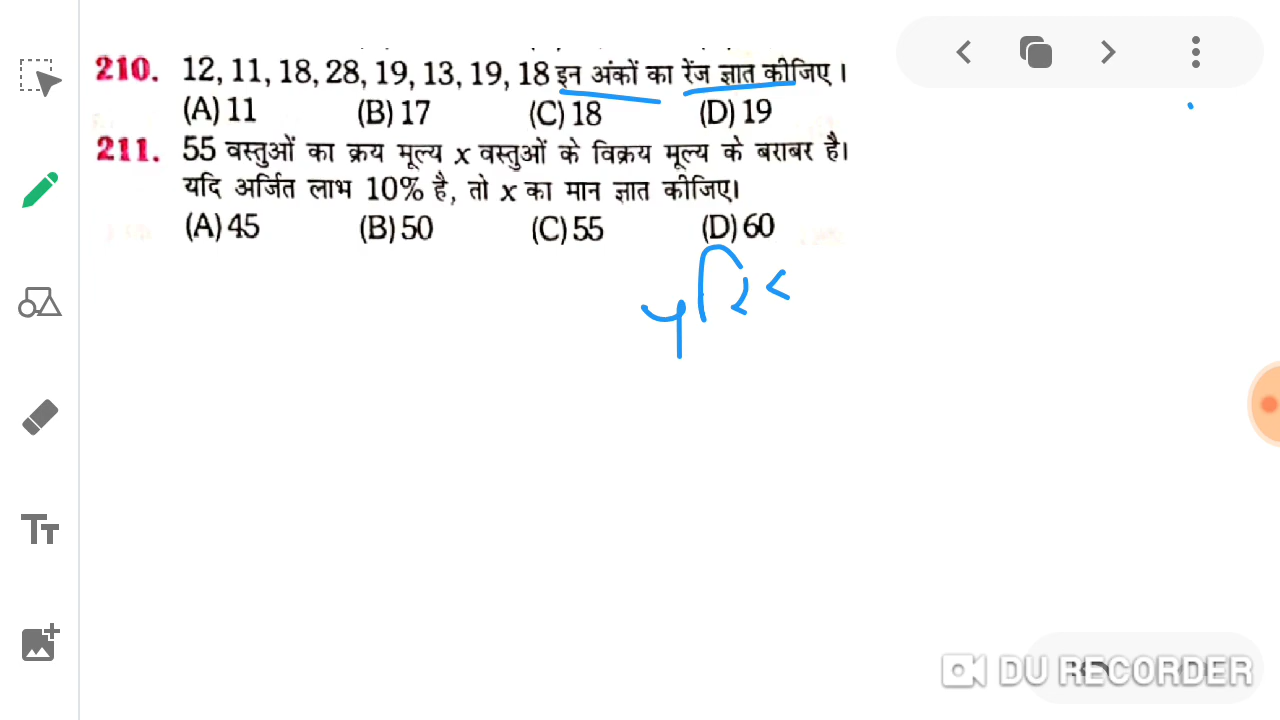 210. 12, 11, 18, 28, 19, 13, 19, 18 इन अंकों का रेंज ज्ञात कीजिए।
(A) 11 (B) 17 (C) 18 (D) 19
211. 55 वस्तुओं का क्रय मूल्य x वस्तुओं के विक्रय मूल्य के बराबर है।
यदि अर्जित लाभ 10% है, तो x का मान ज्ञात कीजिए।
(A) 45 (B) 50 (C) 55 (D) 60
Tт
DU RECORDER